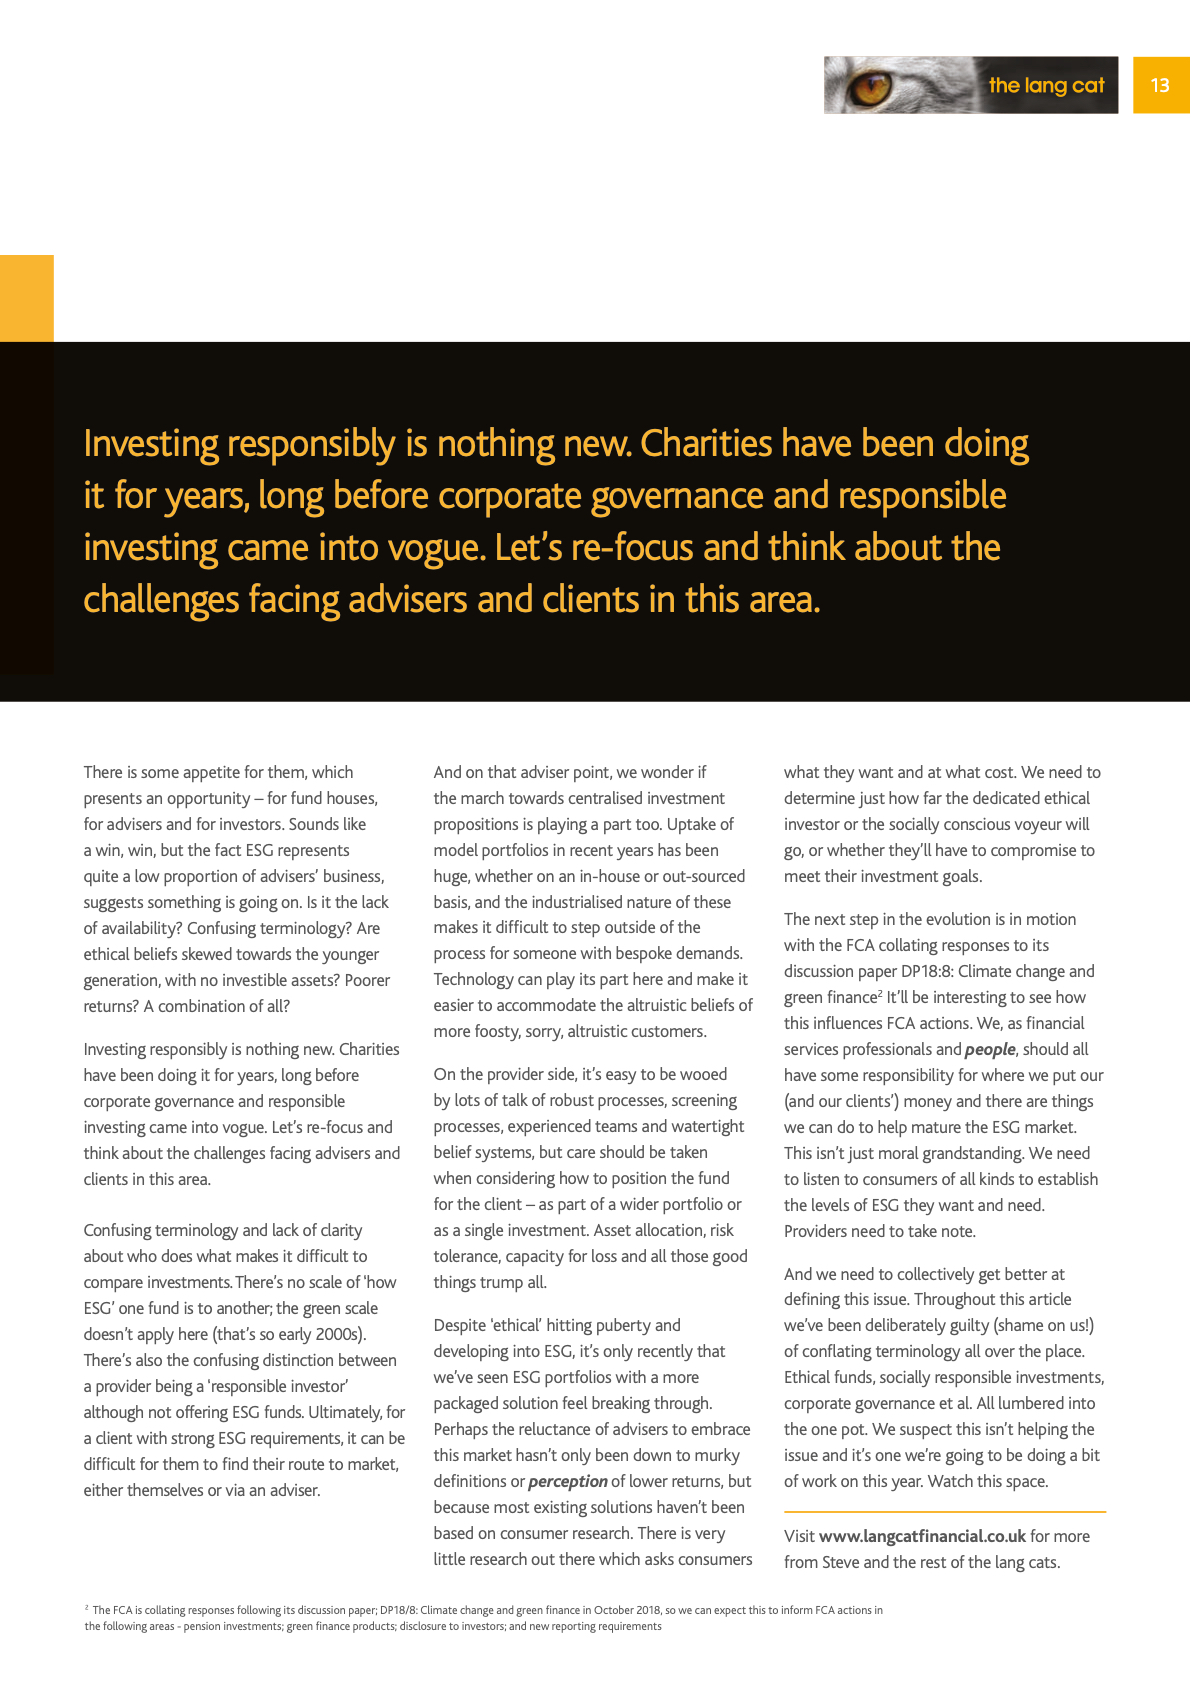 the lang cat
13
Investing responsibly is nothing new. Charities have been doing
it for years, long before corporate governance and responsible
investing came into vogue. Let’s re-focus and think about the
challenges facing advisers and clients in this area.
There is some appetite for them, which
presents an opportunity – for fund houses,
for advisers and for investors. Sounds like
a win, win, but the fact ESG represents
quite a low proportion of advisers’ business,
suggests something is going on. Is it the lack
of availability? Confusing terminology? Are
ethical beliefs skewed towards the younger
generation, with no investible assets? Poorer
returns? A combination of all?
Investing responsibly is nothing new. Charities
have been doing it for years, long before
corporate governance and responsible
investing came into vogue. Let’s re-focus and
think about the challenges facing advisers and
clients in this area.
Confusing terminology and lack of clarity
about who does what makes it difficult to
compare investments. There’s no scale of ‘how
ESG’ one fund is to another; the green scale
doesn’t apply here (that’s so early 2000s).
There’s also the confusing distinction between
a provider being a ‘responsible investor’
although not offering ESG funds. Ultimately, for
a client with strong ESG requirements, it can be
difficult for them to find their route to market,
either themselves or via an adviser.
And on that adviser point, we wonder if
the march towards centralised investment
propositions is playing a part too. Uptake of
model portfolios in recent years has been
huge, whether on an in-house or out-sourced
basis, and the industrialised nature of these
makes it difficult to step outside of the
process for someone with bespoke demands.
Technology can play its part here and make it
easier to accommodate the altruistic beliefs of
more foosty, sorry, altruistic customers.
On the provider side, it’s easy to be wooed
by lots of talk of robust processes, screening
processes, experienced teams and watertight
belief systems, but care should be taken
when considering how to position the fund
for the client – as part of a wider portfolio or
as a single investment. Asset allocation, risk
tolerance, capacity for loss and all those good
things trump all.
Despite ‘ethical’ hitting puberty and
developing into ESG, it’s only recently that
we’ve seen ESG portfolios with a more
packaged solution feel breaking through.
Perhaps the reluctance of advisers to embrace
this market hasn’t only been down to murky
definitions or perception of lower returns, but
because most existing solutions haven’t been
based on consumer research. There is very
little research out there which asks consumers
what they want and at what cost. We need to
determine just how far the dedicated ethical
investor or the socially conscious voyeur will
go, or whether they’ll have to compromise to
meet their investment goals.
The next step in the evolution is in motion
with the FCA collating responses to its
discussion paper DP18:8: Climate change and
green finance² It’ll be interesting to see how
this influences FCA actions. We, as financial
services professionals and people, should all
have some responsibility for where we put our
(and our clients’) money and there are things
we can do to help mature the ESG market.
This isn’t just moral grandstanding. We need
to listen to consumers of all kinds to establish
the levels of ESG they want and need.
Providers need to take note.
And we need to collectively get better at
defining this issue. Throughout this article
we’ve been deliberately guilty (shame on us!)
of conflating terminology all over the place.
Ethical funds, socially responsible investments,
corporate governance et al. All lumbered into
the one pot. We suspect this isn’t helping the
issue and it’s one we’re going to be doing a bit
of work on this year. Watch this space.
Visit www.langcatfinancial.co.uk for more
from Steve and the rest of the lang cats.
² The FCA is collating responses following its discussion paper; DP18/8: Climate change and green finance in October 2018, so we can expect this to inform FCA actions in
the following areas - pension investments; green finance products; disclosure to investors; and new reporting requirements